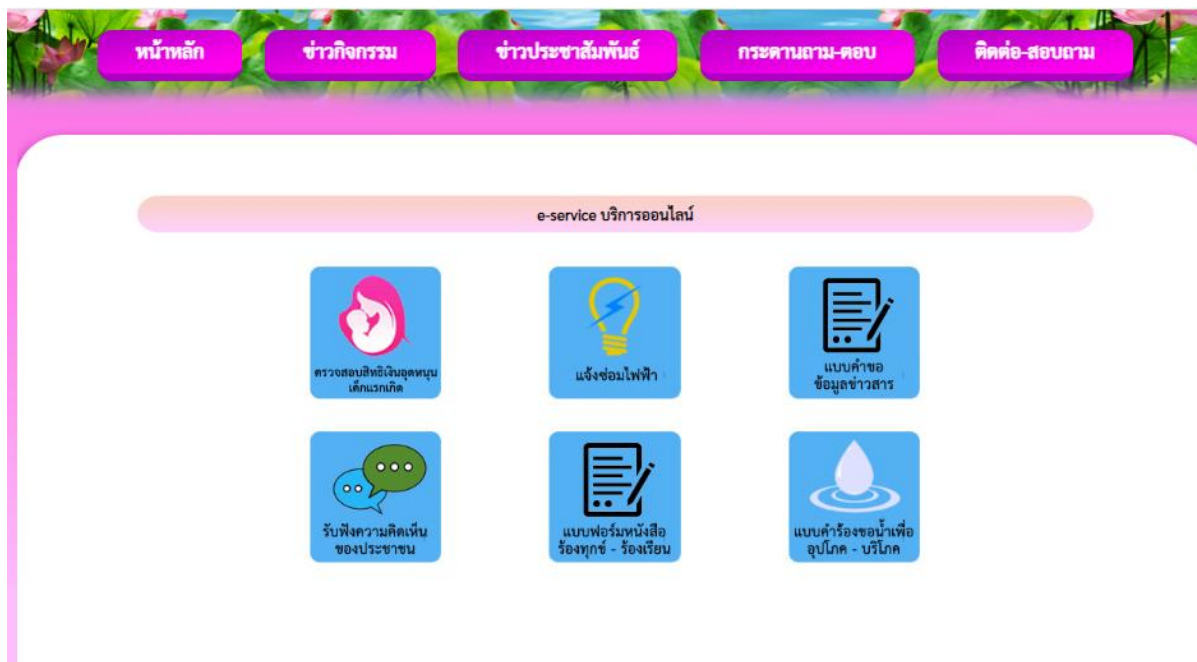 หน้าหลัก
ข่าวกิจกรรม
ข่าวประชาสัมพันธ์
กระดานถาม-ตอบ
ติดต่อ-สอบถาม
e-service บริการออนไลน์
ตรวจสอบสิทธิเงินอุดหนุน
เด็กแรกเกิด
แจ้งซ่อมไฟฟ้า
แบบคำขอ
ข้อมูลข่าวสาร
รับฟังความคิดเห็น
ของประชาชน
แบบฟอร์มหนังสือ
ร้องทุกข์ - ร้องเรียน
แบบคำร้องขอน้ำเพื่อ
อุปโภค - บริโภค